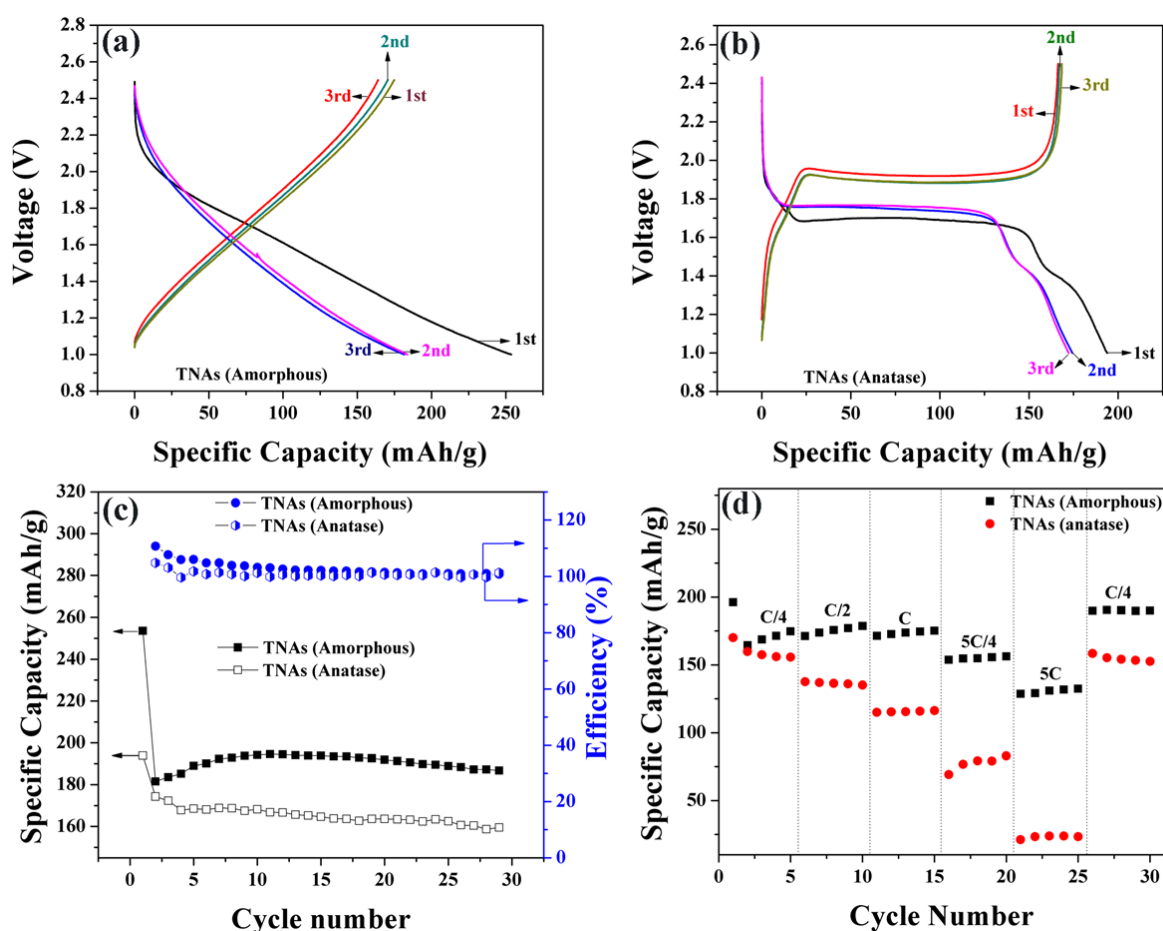 (a)
2nd
3rd
1st
1st
3rd
2nd
TNAs (Amorphous)
2.6
2.4
2.2
2.0
1.8
1.6
1.4
1.2
1.0
0.8
Voltage (V)
0 50 100 150 200 250
Specific Capacity (mAh/g)
(b)
2nd
3rd
1st
1st
3rd
2nd
TNAs (Anatase)
2.6
2.4
2.2
2.0
1.8
1.6
1.4
1.2
1.0
0.8
Voltage (V)
0 50 100 150 200
Specific Capacity (mAh/g)
(c)
TNAs (Amorphous)
TNAs (Anatase)
TNAs (Amorphous)
TNAs (Anatase)
320
300
280
260
240
220
200
180
160
Specific Capacity (mAh/g)
120
100
80
60
40
20
0
Efficiency (%)
0 5 10 15 20 25 30
Cycle number
(d)
TNAs (Amorphous)
TNAs (anatase)
C/4
C/2
C
5C/4
5C
C/4
250
200
150
100
50
25
Specific Capacity (mAh/g)
0 5 10 15 20 25 30
Cycle Number